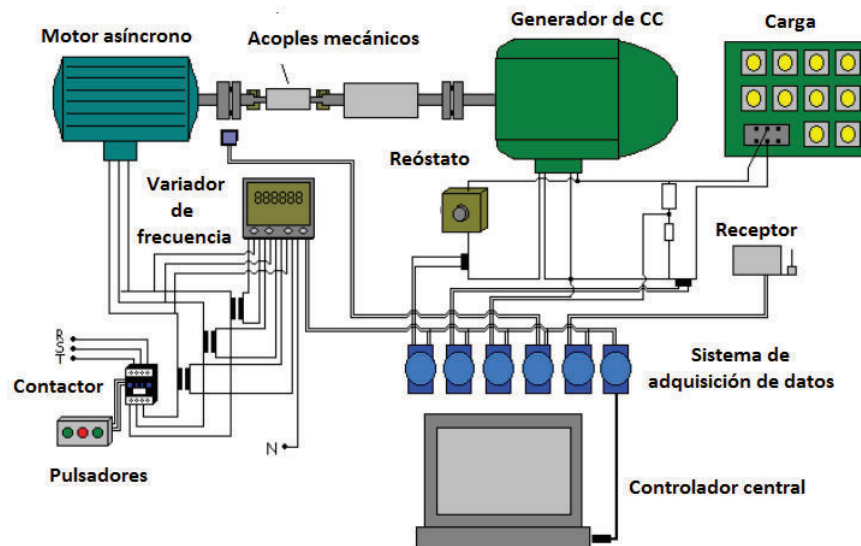 Motor asíncrono
Acoples mecánicos
Generador de CC
Carga
Variador
de
frecuencia
888888
Reóstato
Receptor
R
S
T
Contactor
Pulsadores
N
Sistema de
adquisición de datos
Controlador central